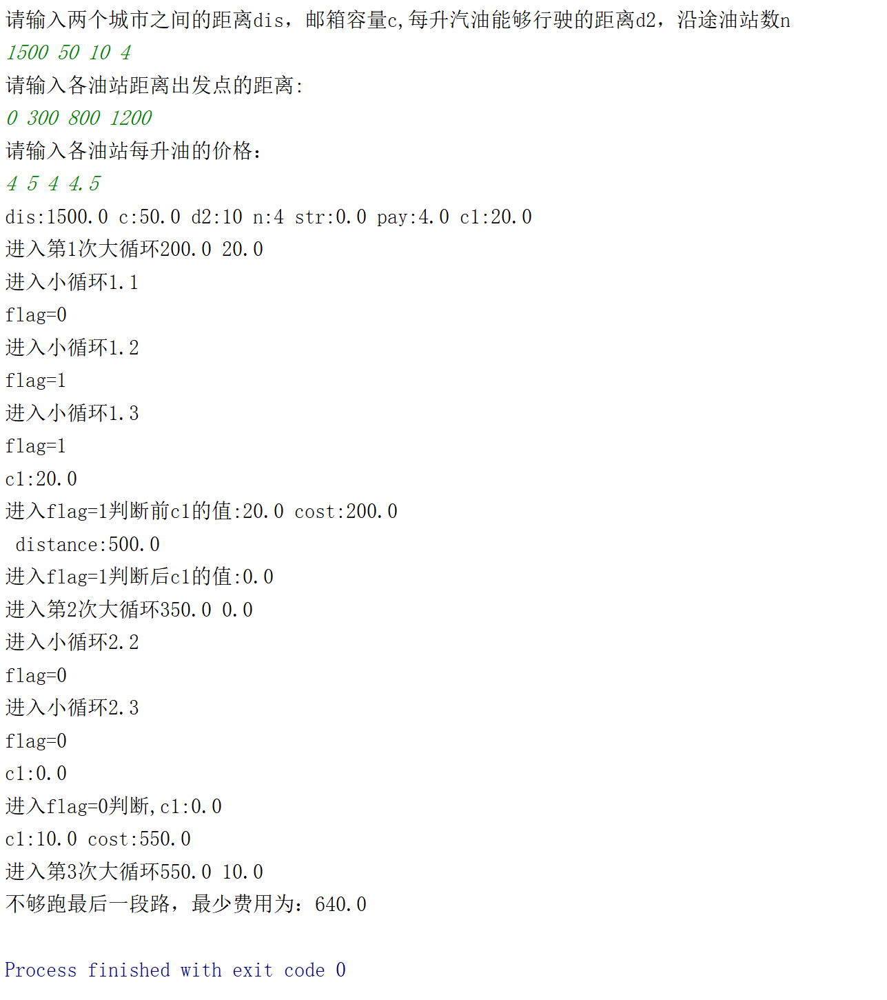 请输入两个城市之间的距离dis，邮箱容量c,每升汽油能够行驶的距离d2，沿途油站数n
1500 50 10 4
请输入各油站距离出发点的距离:
0 300 800 1200
请输入各油站每升油的价格：
4 5 4 4.5
dis:1500.0 c:50.0 d2:10 n:4 str:0.0 pay:4.0 c1:20.0
进入第1次大循环200.0 20.0
进入小循环1.1
flag=0
进入小循环1.2
flag=1
进入小循环1.3
flag=1
c1:20.0
进入flag=1判断前c1的值:20.0 cost:200.0
 distance:500.0
进入flag=1判断后c1的值:0.0
进入第2次大循环350.0 0.0
进入小循环2.2
flag=0
进入小循环2.3
flag=0
c1:0.0
进入flag=0判断,c1:0.0
c1:10.0 cost:550.0
进入第3次大循环550.0 10.0
不够跑最后一段路，最少费用为：640.0
Process finished with exit code 0